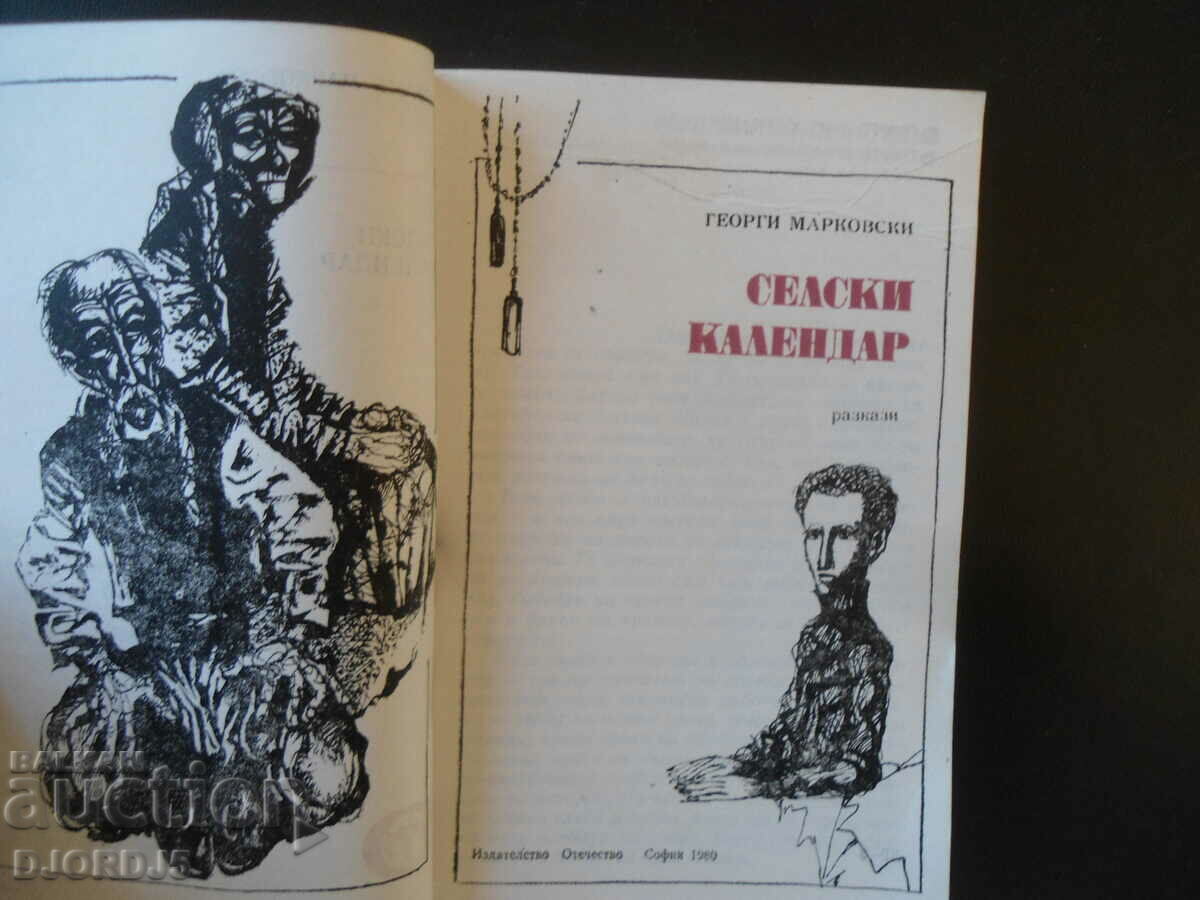 ГЕОРГИ МАРКОВСКИ
СЕЛСКИ
КАЛЕНДАР
разкази
Издателство Отечество София 1980
BALKAN
auction
DJORDJ5